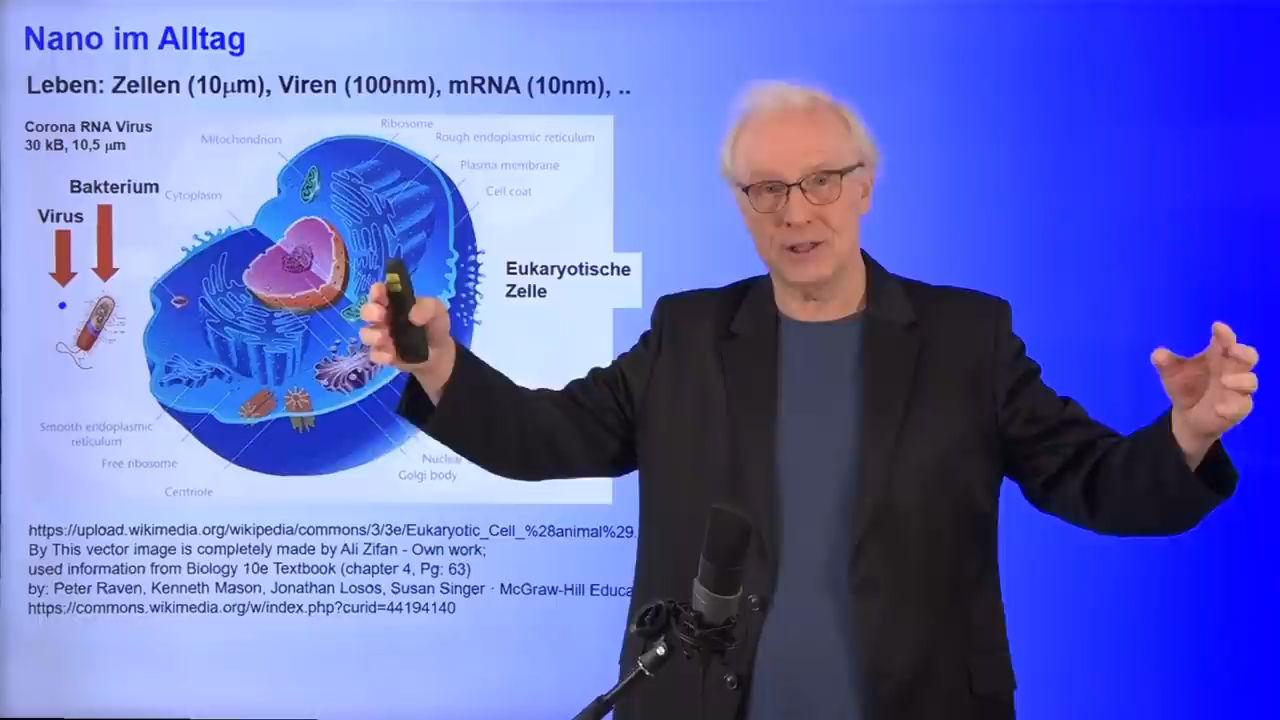 Nano im Alltag
Leben: Zellen (10μm), Viren (100nm), mRNA (10nm), ..
Corona RNA Virus
30 kB, 10,5 μm
Bakterium
Virus
Mitochondrion
Cytoplasm
Ribosome
Rough endoplasmic reticulum
Plasma membrane
Cell coat
Eukaryotische
Zelle
Smooth endoplasmic
reticulum
Free ribosome
Centriole
Golgi body
https://upload.wikimedia.org/wikipedia/commons/3/3e/Eukaryotic_Cell_%28animal%29.
By This vector image is completely made by Ali Zifan - Own work;
used information from Biology 10e Textbook (chapter 4, Pg: 63)
by: Peter Raven, Kenneth Mason, Jonathan Losos, Susan Singer · McGraw-Hill
https://commons.wikimedia.org/w/index.php?curid=44194140